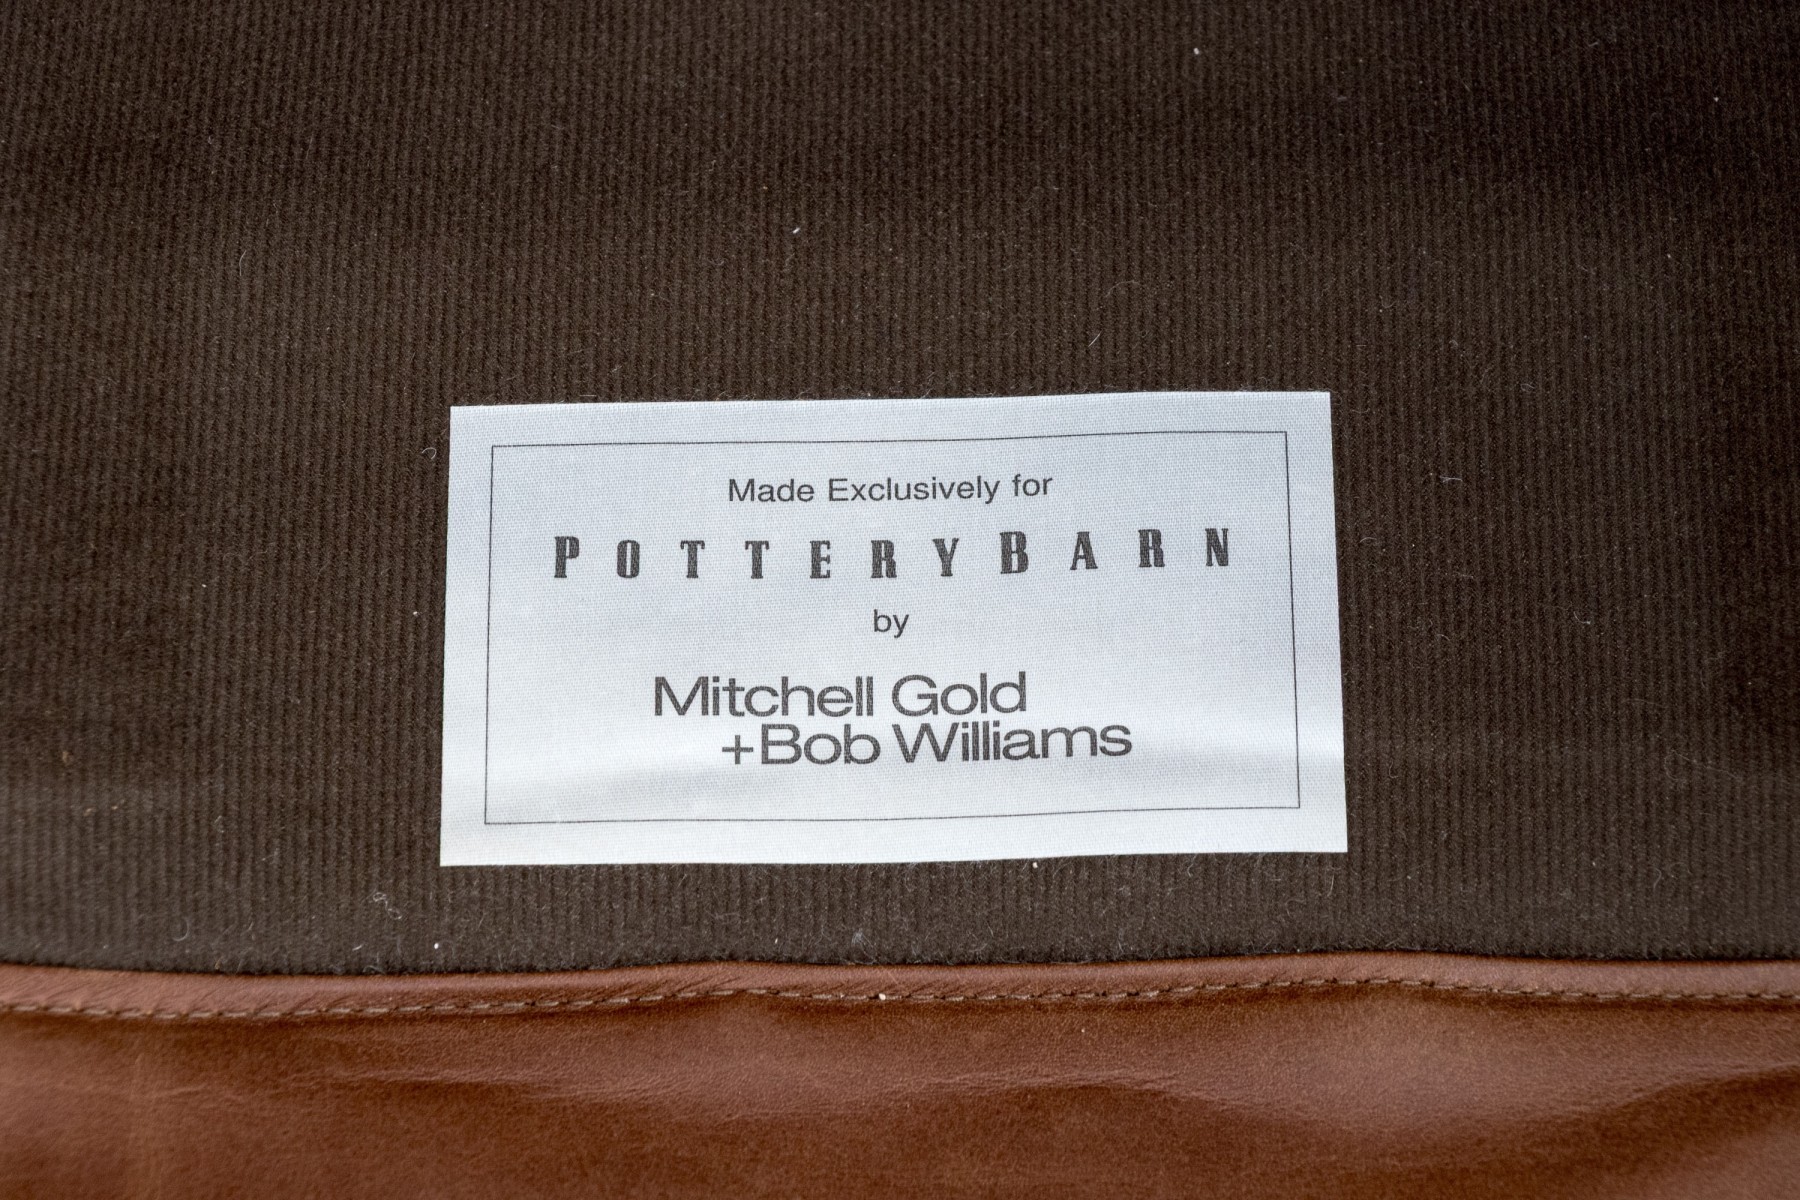 Made Exclusively for
POTTERYBARN
by
Mitchell Gold
+Bob Williams